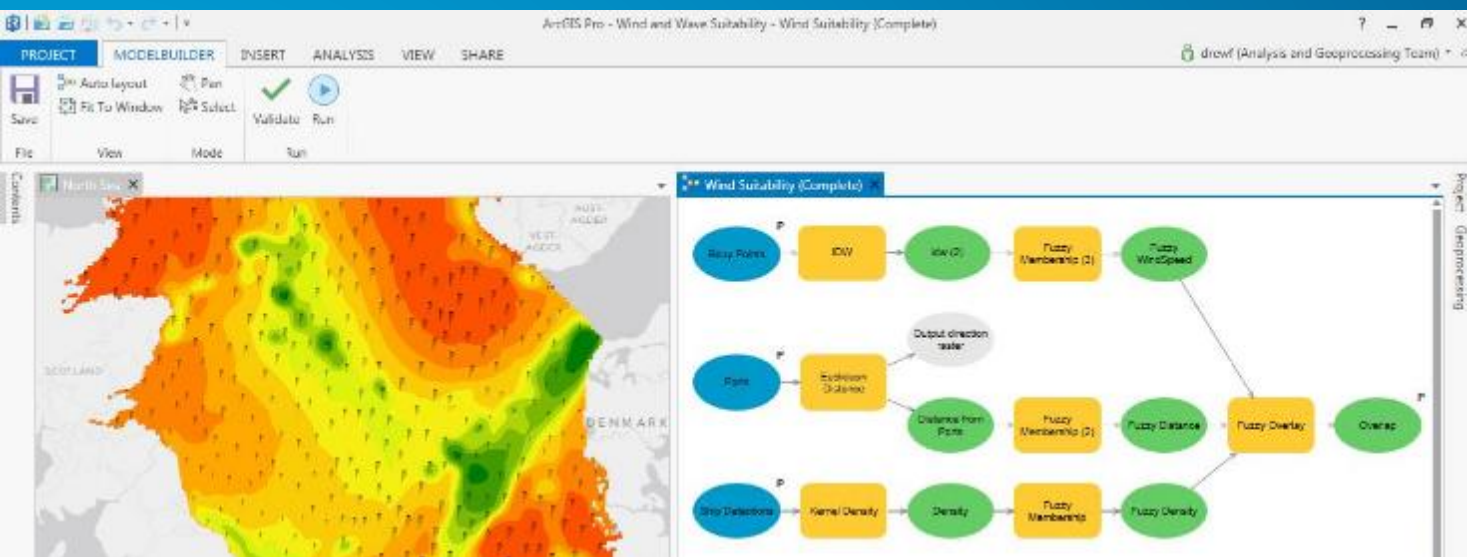 ArcGIS Pro - Wind and Wave Suitability - Wind Suitability (Complete)
?
PROJECT MODELBUILDER INSERT ANALYSIS VIEW SHARE
drewf (Analysis and Geoprocessing Team)
Save
Auto layout
Fit To Window
Pan
Select
Validate Run
File View Mode Run
Contents
North Sea
Wind Suitability (Complete)
Project
Geoprocessing
AUST-
AGDER
VEST-
AGDER
SCOTLAND
DENMARK
P
IDW
Idw (2)
Fuzzy
Membership (3)
Fuzzy
WindSpeed
P
Ports
Euclidean
Distance
Output direction
raster
Distance from
Ports
Fuzzy
Membership (2)
Fuzzy Distance
Fuzzy Overlay
P
Overlap
P
Ship Detections
Kernel Density
Density
Fuzzy
Membership
Fuzzy Density